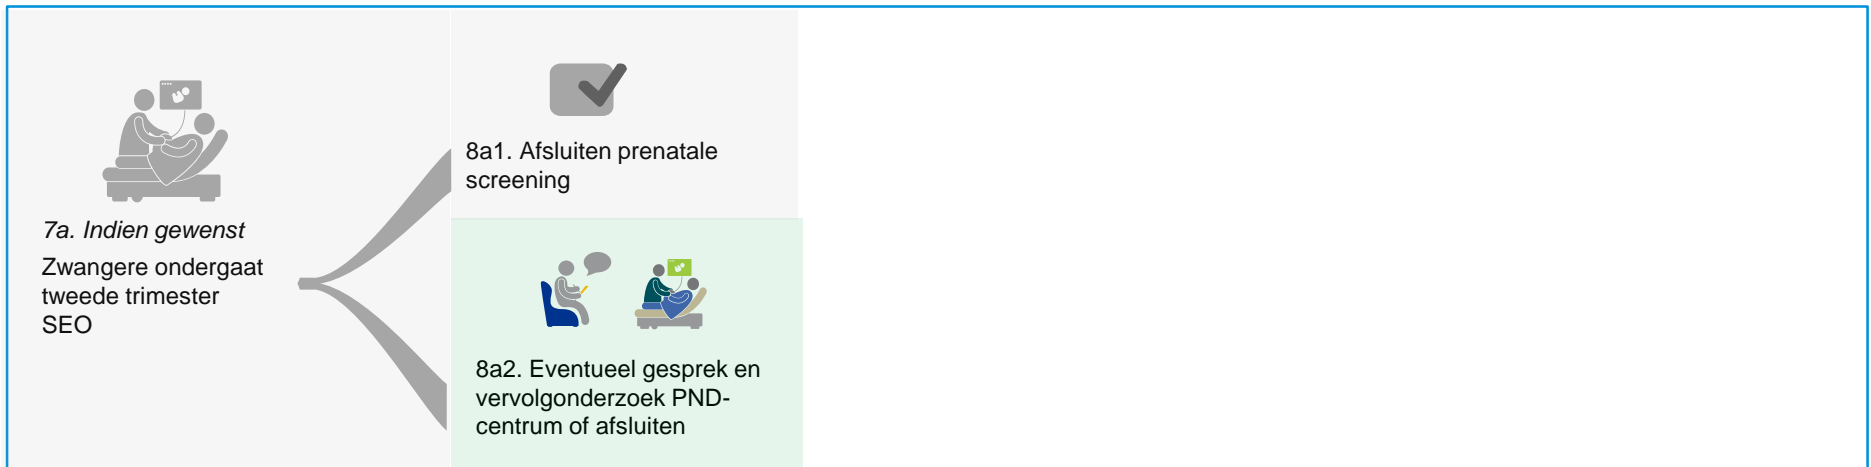 7a. Indien gewenst
Zwangere ondergaat
tweede trimester
SEO
8a1. Afsluiten prenatale
screening
8a2. Eventueel gesprek en
vervolgonderzoek PND-
centrum of afsluiten